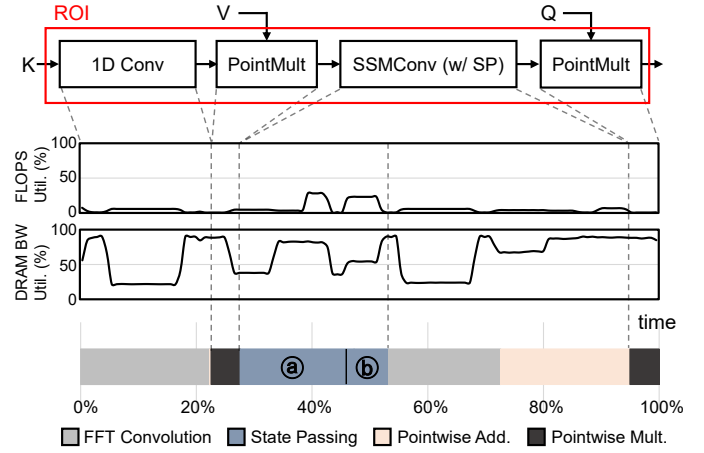 ROI
V
Q
K
1D Conv
PointMult
SSMConv (w/ SP)
PointMult
FLOPS
Util. (%)
100
50
0
DRAM BW
Util. (%)
100
50
0
time
ⓐ
ⓑ
0%
20%
40%
60%
80%
100%
FFT Convolution
State Passing
Pointwise Add.
Pointwise Mult.